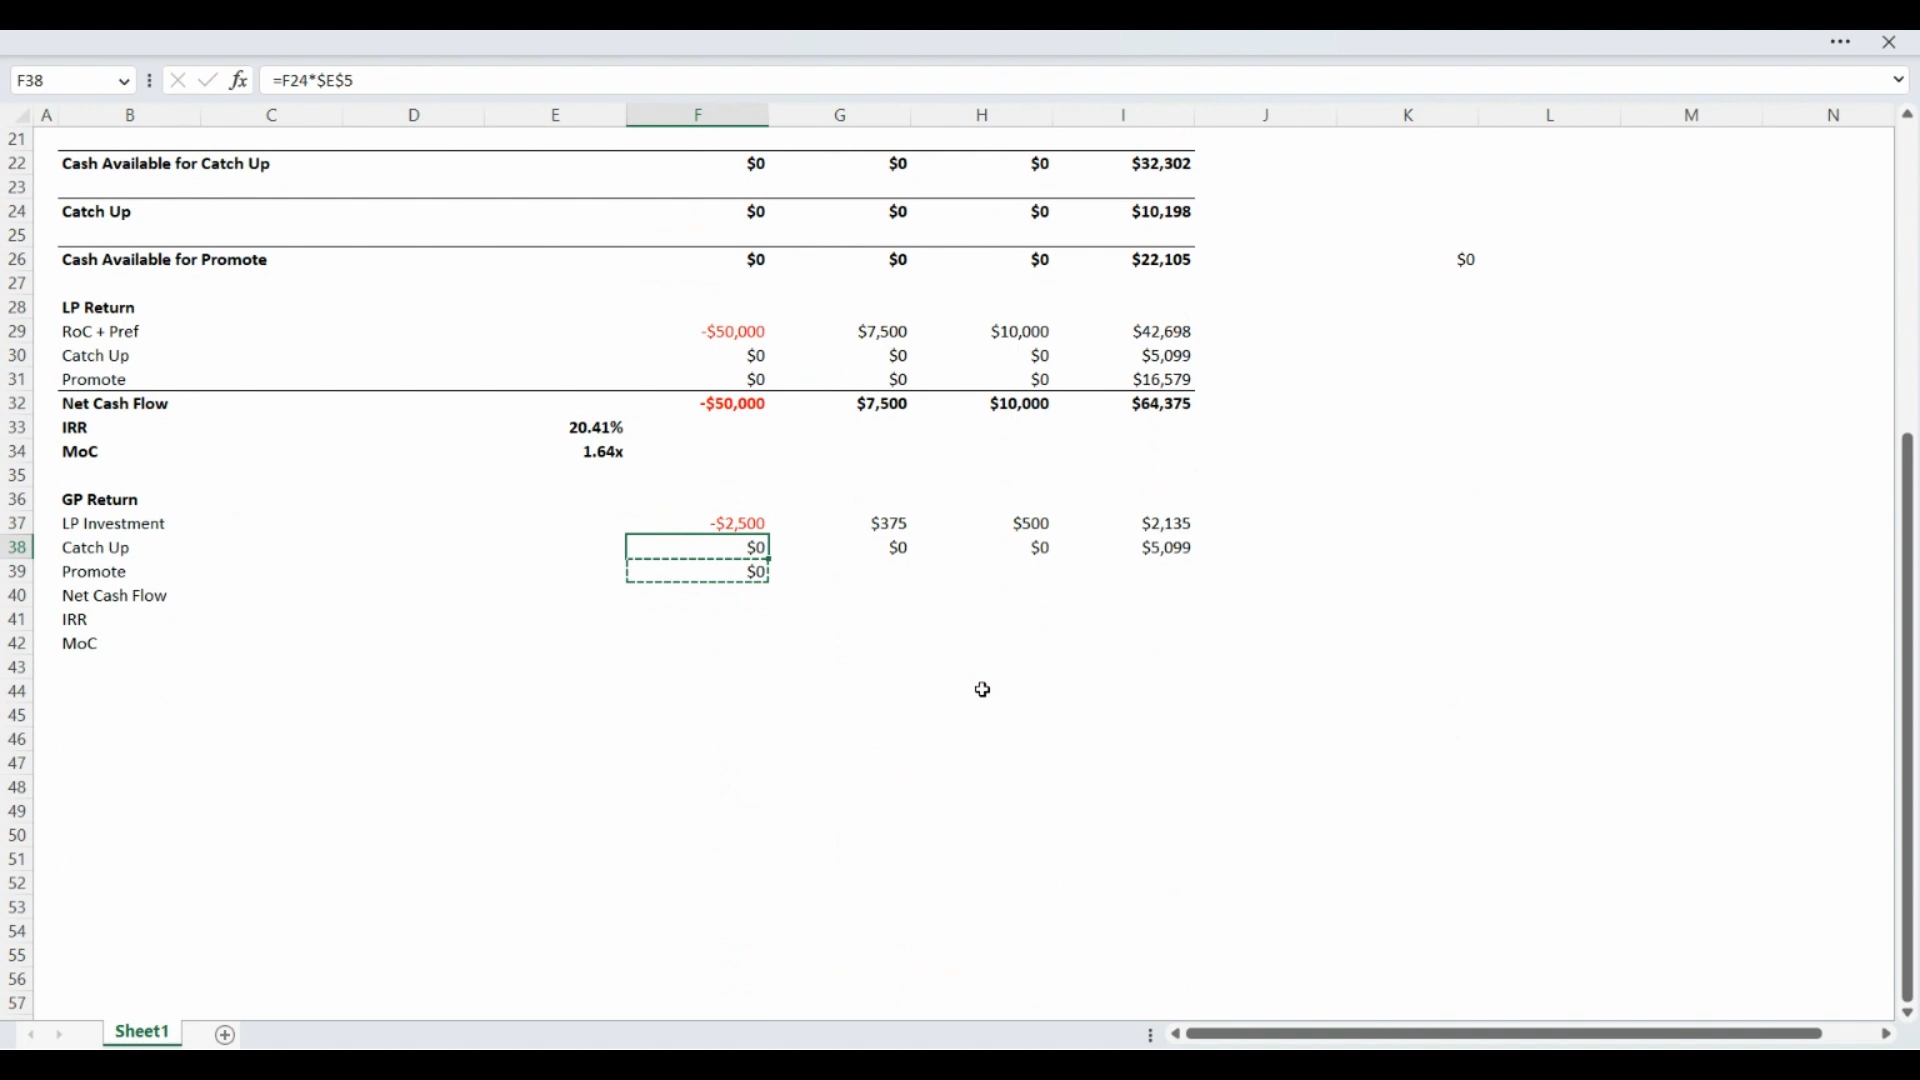 F38 fx =F24*$E$5
A B C D E F G H I J K L M N
21
22 Cash Available for Catch Up $0 $0 $0 $32,302
23
24 Catch Up $0 $0 $0 $10,198
25
26 Cash Available for Promote $0 $0 $0 $22,105 $0
27
28 LP Return
29 RoC + Pref -$50,000 $7,500 $10,000 $42,698
30 Catch Up $0 $0 $0 $5,099
31 Promote $0 $0 $0 $16,579
32 Net Cash Flow -$50,000 $7,500 $10,000 $64,375
33 IRR 20.41%
34 MoC 1.64x
35
36 GP Return
37 LP Investment -$2,500 $375 $500 $2,135
38 Catch Up $0 $0 $0 $5,099
39 Promote $0
40 Net Cash Flow
41 IRR
42 MoC
43
44
45
46
47
48
49
50
51
52
53
54
55
56
57
Sheet1